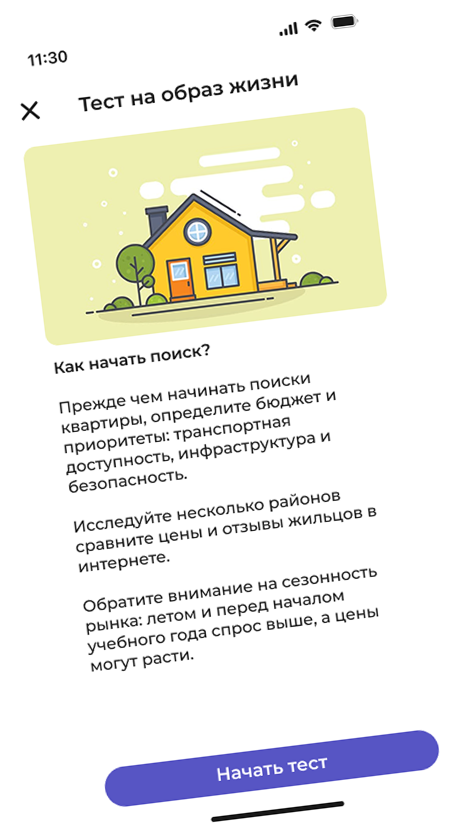 11:30
Тест на образ жизни
Как начать поиск?
Прежде чем начинать поиски
квартиры, определите бюджет и
приоритеты: транспортная
доступность, инфраструктура и
безопасность.
Исследуйте несколько районов
сравните цены и отзывы жильцов в
интернете.
Обратите внимание на сезонность
рынка: летом и перед началом
учебного года спрос выше, а цены
могут расти.
Начать тест